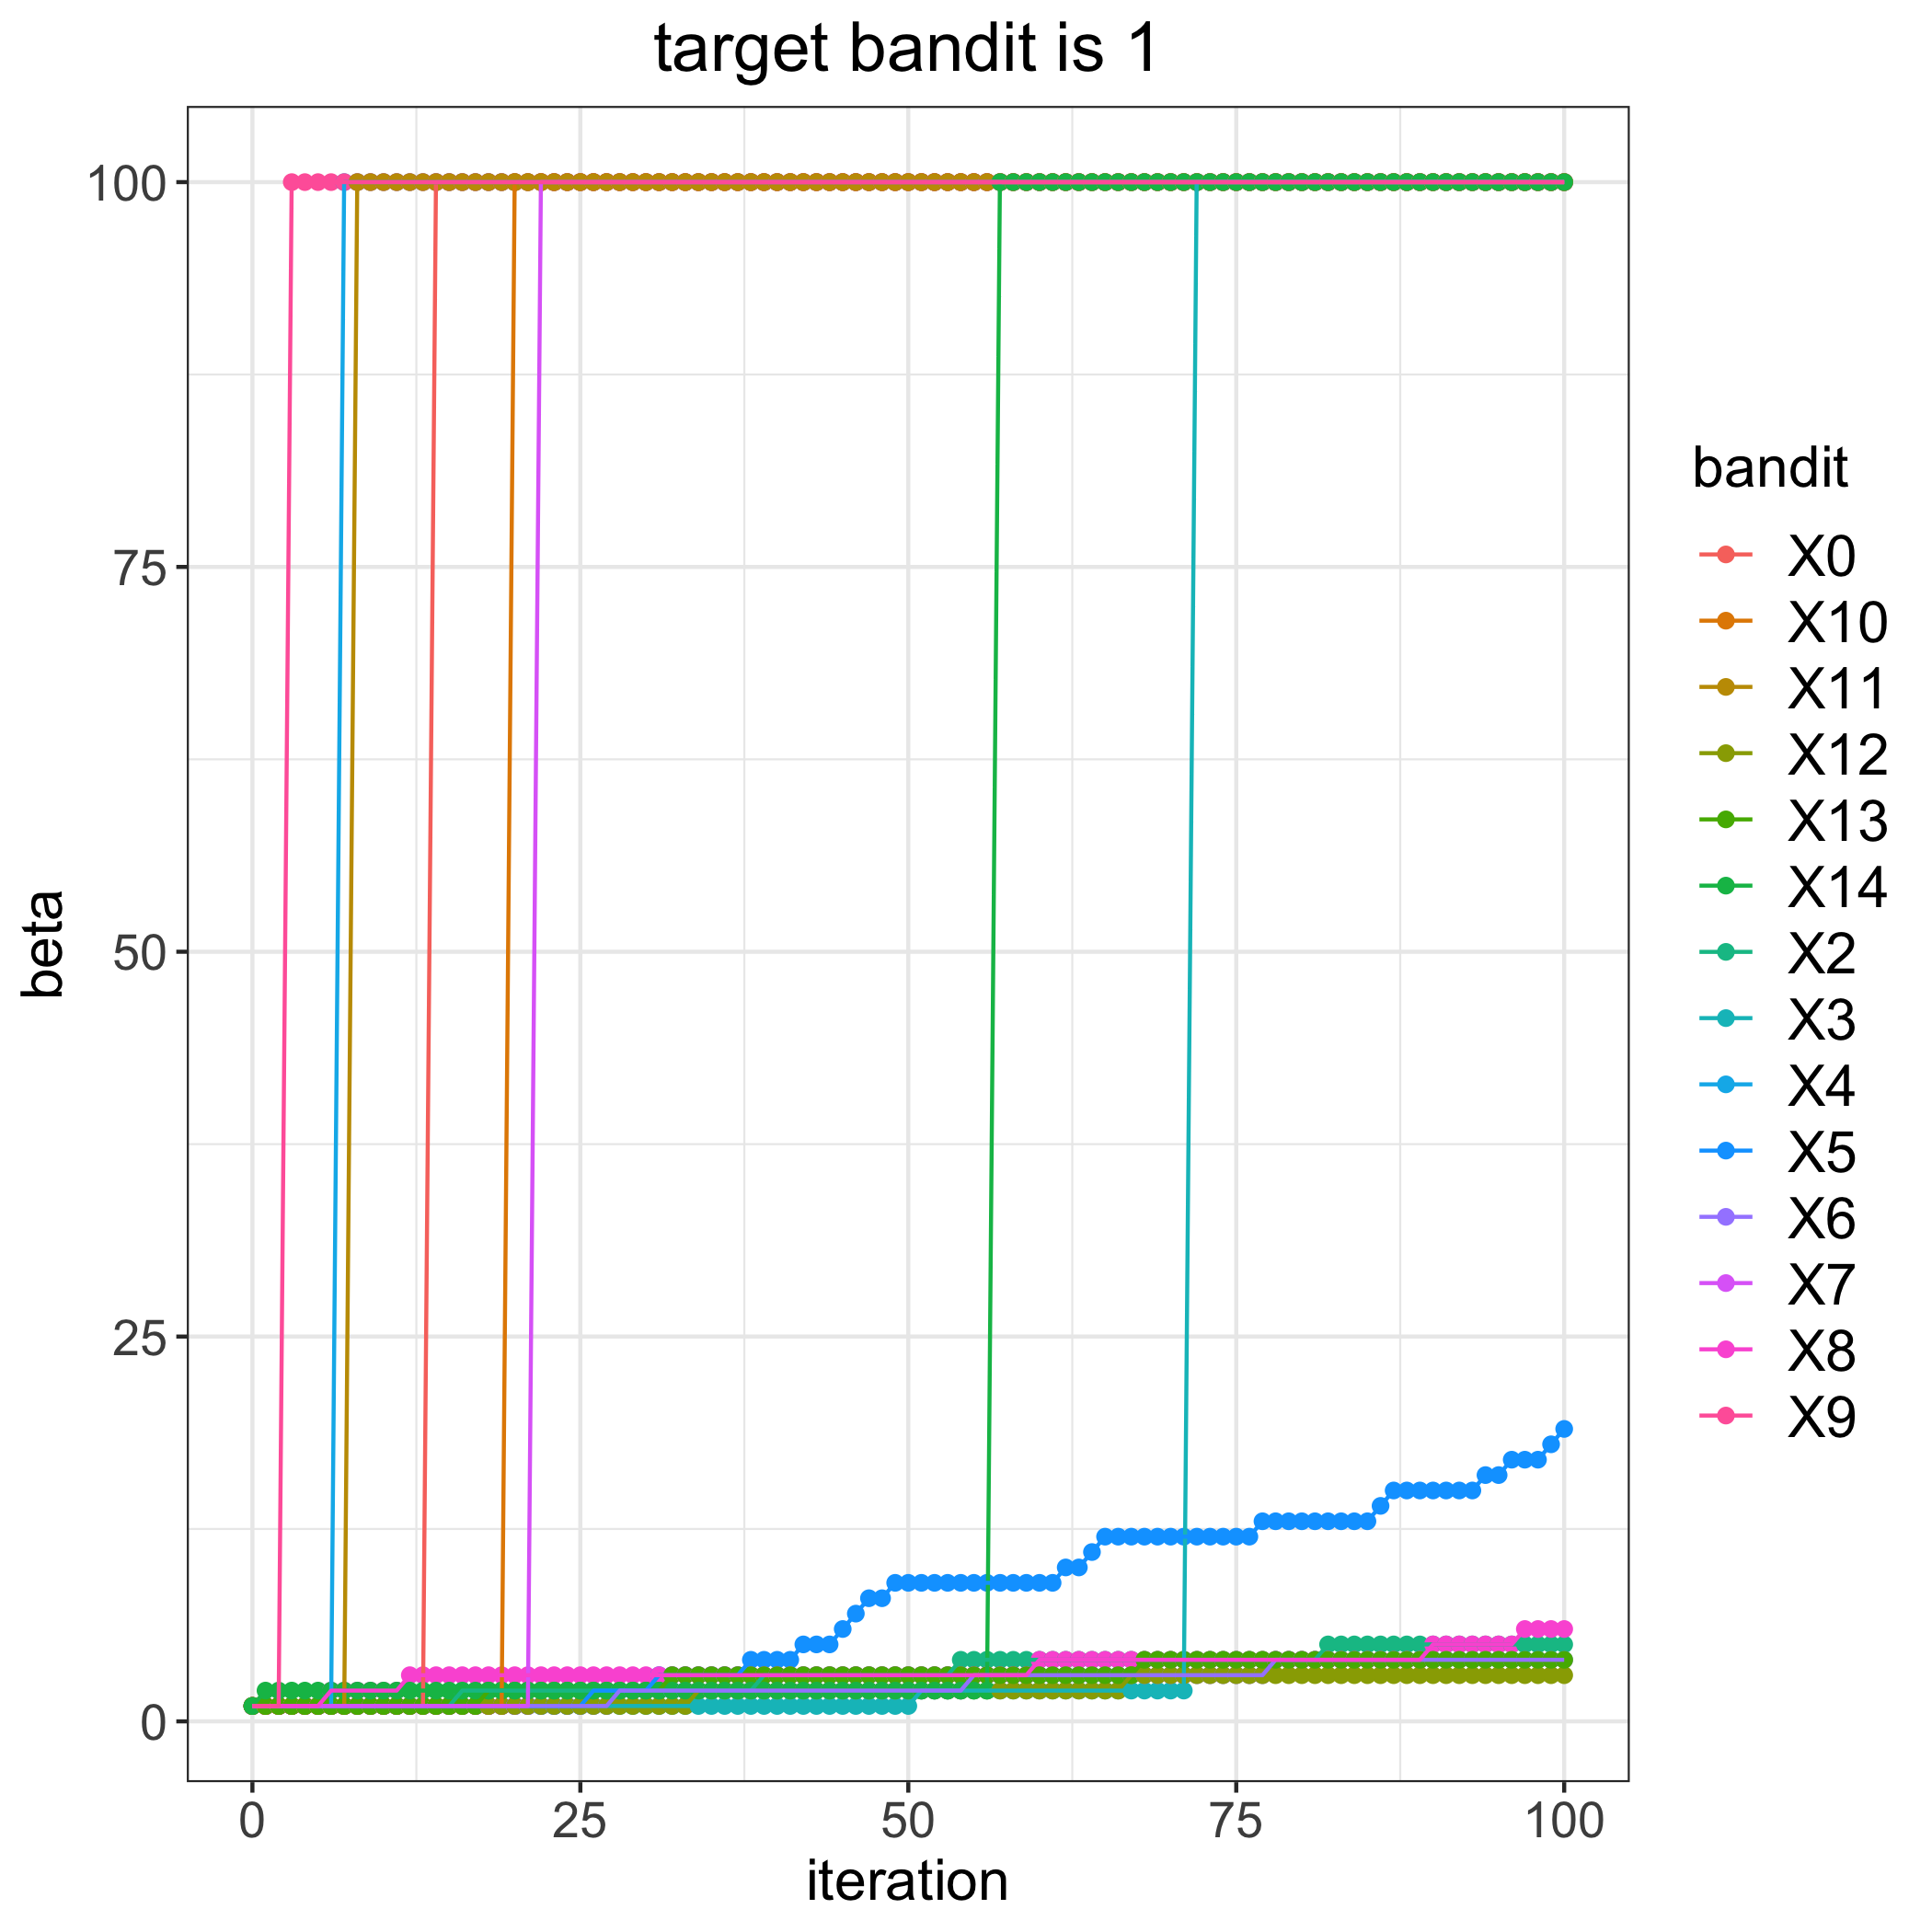 target bandit is 1
100
75
50
25
0
beta
0 25 50 75 100
iteration
bandit
X0
X10
X11
X12
X13
X14
X2
X3
X4
X5
X6
X7
X8
X9